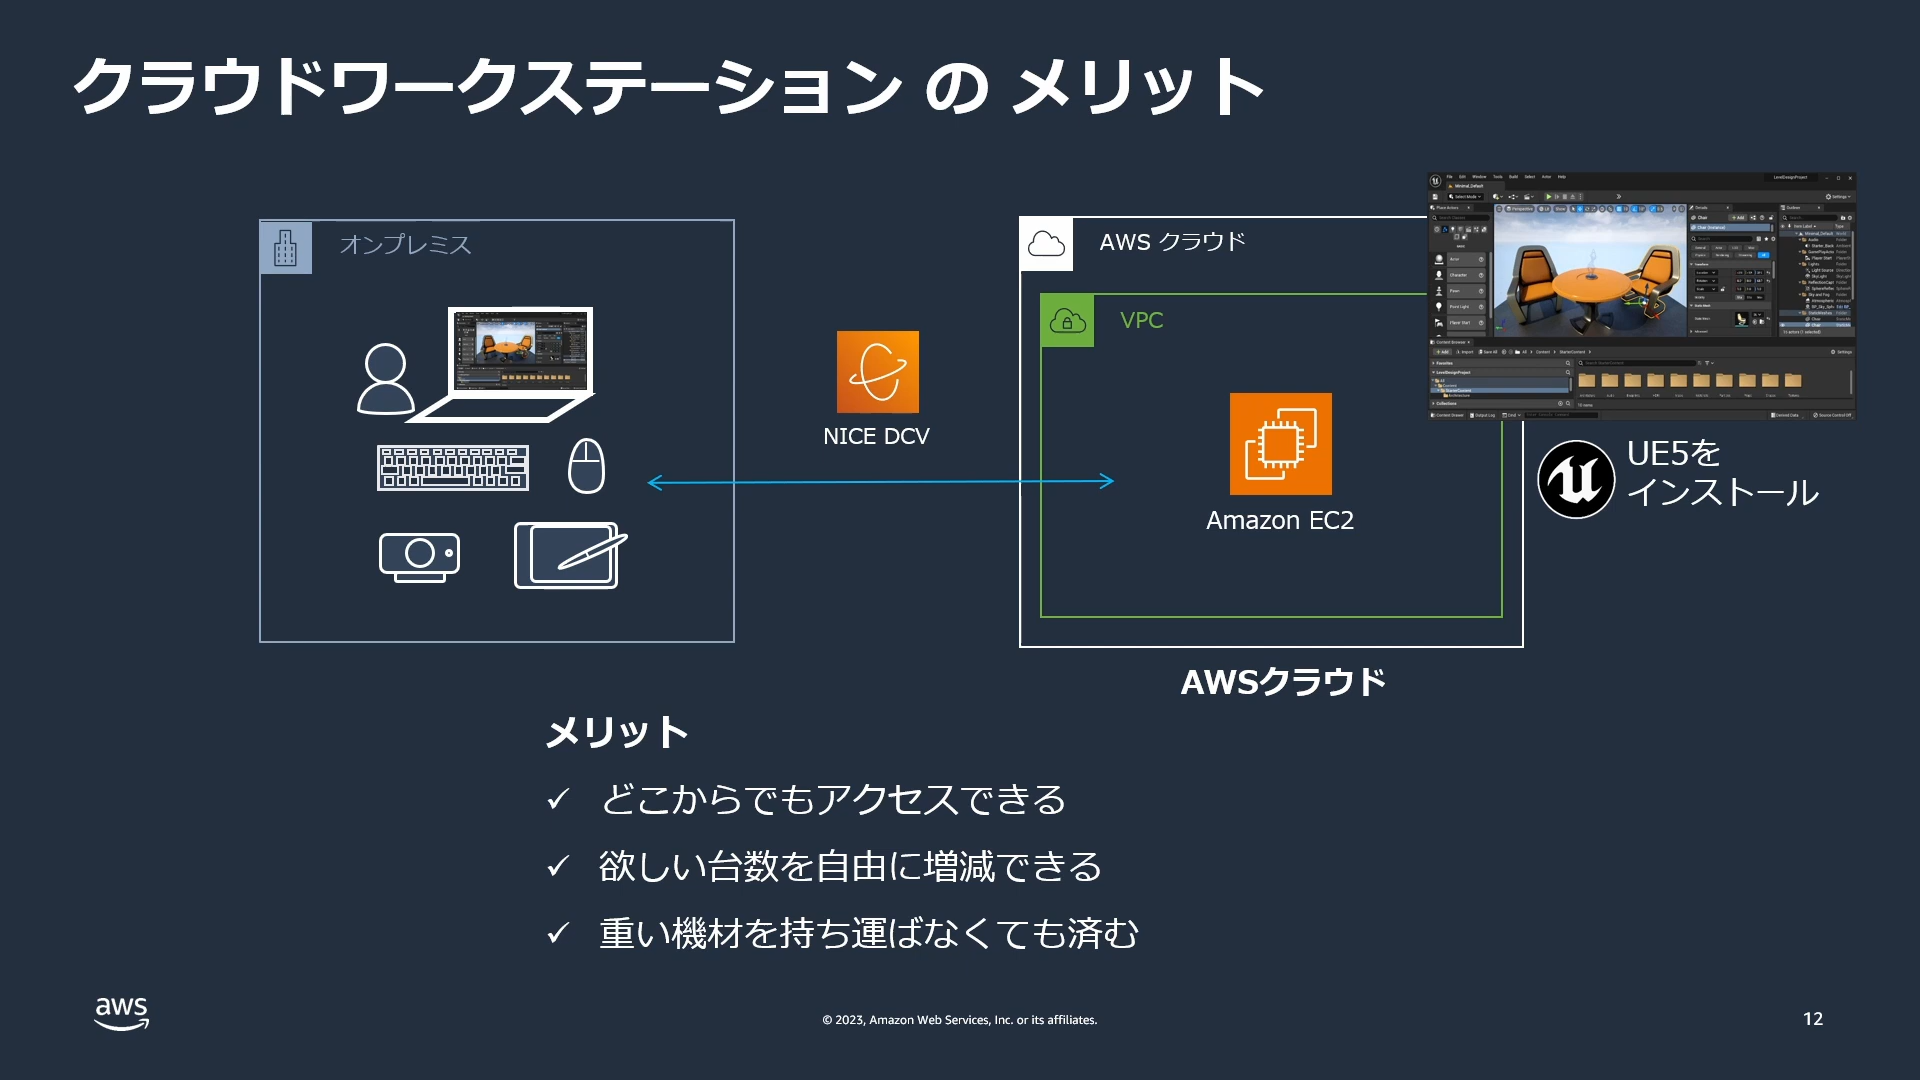 クラウドワークステーション の メリット
オンプレミス
NICE DCV
AWS クラウド
VPC
Amazon EC2
UE5を
インストール
AWSクラウド
メリット
✓ どこからでもアクセスできる
✓ 欲しい台数を自由に増減できる
✓ 重い機材を持ち運ばなくても済む
aws
© 2023, Amazon Web Services, Inc. or its affiliates.
12